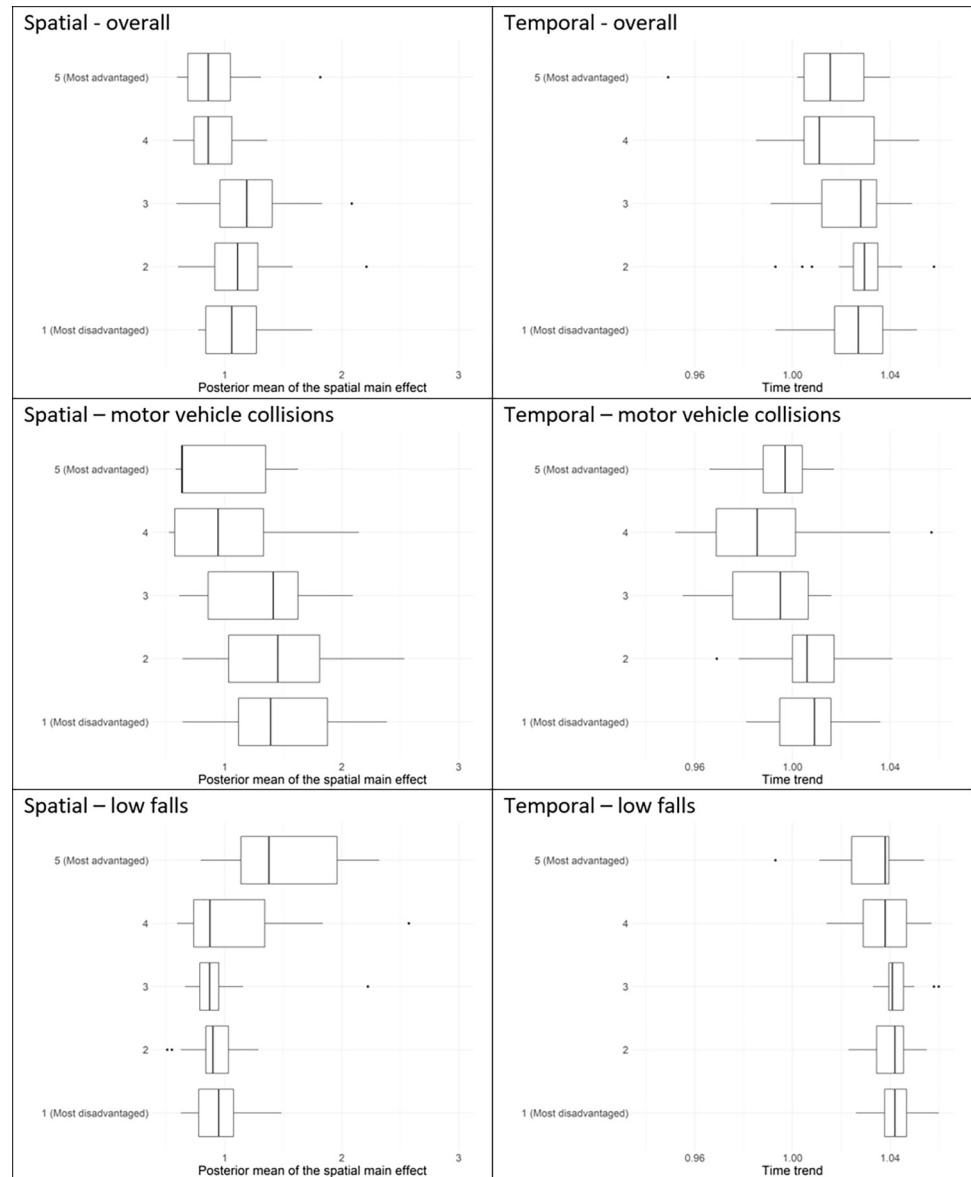 Spatial - overall
5 (Most advantaged)
4
3
2
1 (Most disadvantaged)
1 2 3
Posterior mean of the spatial main effect
Temporal - overall
5 (Most advantaged)
4
3
2
1 (Most disadvantaged)
0.96 1.00 1.04
Time trend
Spatial – motor vehicle collisions
5 (Most advantaged)
4
3
2
1 (Most disadvantaged)
1 2 3
Posterior mean of the spatial main effect
Temporal – motor vehicle collisions
5 (Most advantaged)
4
3
2
1 (Most disadvantaged)
0.96 1.00 1.04
Time trend
Spatial – low falls
5 (Most advantaged)
4
3
2
1 (Most disadvantaged)
1 2 3
Posterior mean of the spatial main effect
Temporal – low falls
5 (Most advantaged)
4
3
2
1 (Most disadvantaged)
0.96 1.00 1.04
Time trend